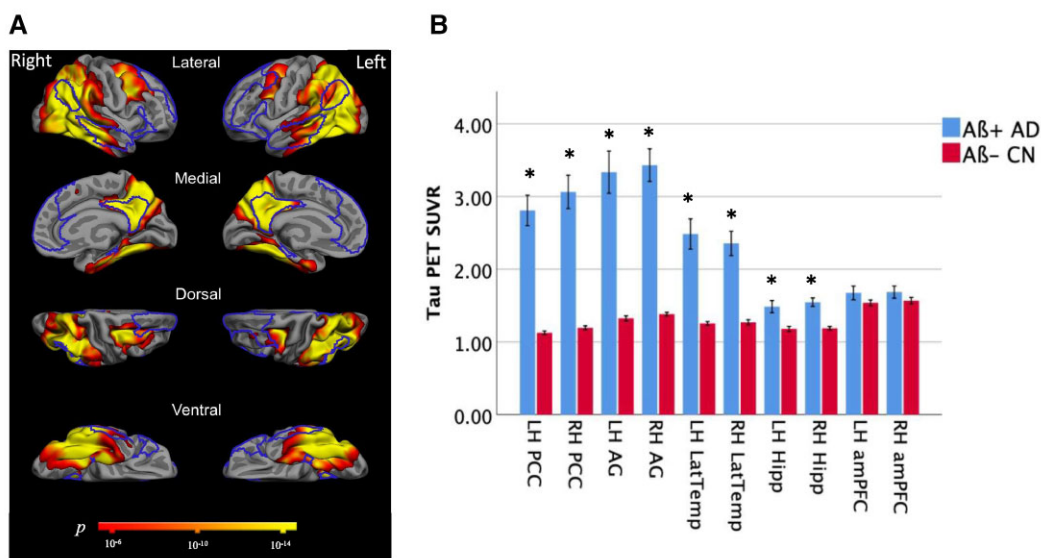 A
Right
Lateral
Left
Medial
Dorsal
Ventral
p
10⁻⁶
10⁻¹⁰
10⁻¹⁴
B
Tau PET SUVR
4.00
3.00
2.00
1.00
0.00
* * * * * * * *
LH PCC
RH PCC
LH AG
RH AG
LH LatTemp
RH LatTemp
LH Hipp
RH Hipp
LH amPFC
RH amPFC
Aß+ AD
Aß− CN